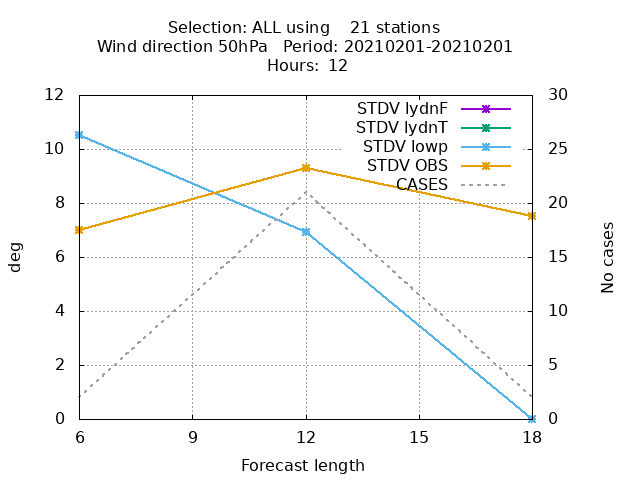 Selection: ALL using    21 stations
Wind direction 50hPa   Period: 20210201-20210201
Hours:  12
12
10
8
6
4
2
0
30
25
20
15
10
5
0
STDV lydnF
STDV lydnT
STDV lowp
STDV OBS
CASES
deg
No cases
6 9 12 15 18
Forecast length